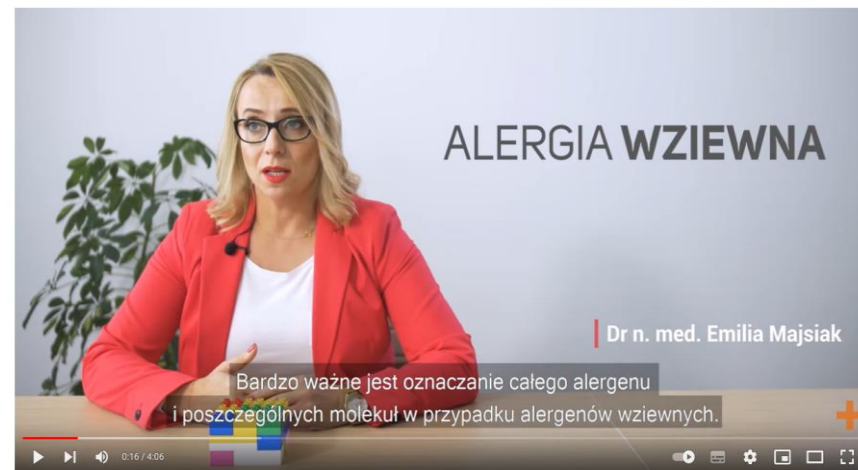 ALERGIA WZIEWNA
Dr n. med. Emilia Majsiak
Bardzo ważne jest oznaczanie całego alergenu
i poszczególnych molekuł w przypadku alergenów wziewnych.
0:16 / 4:06